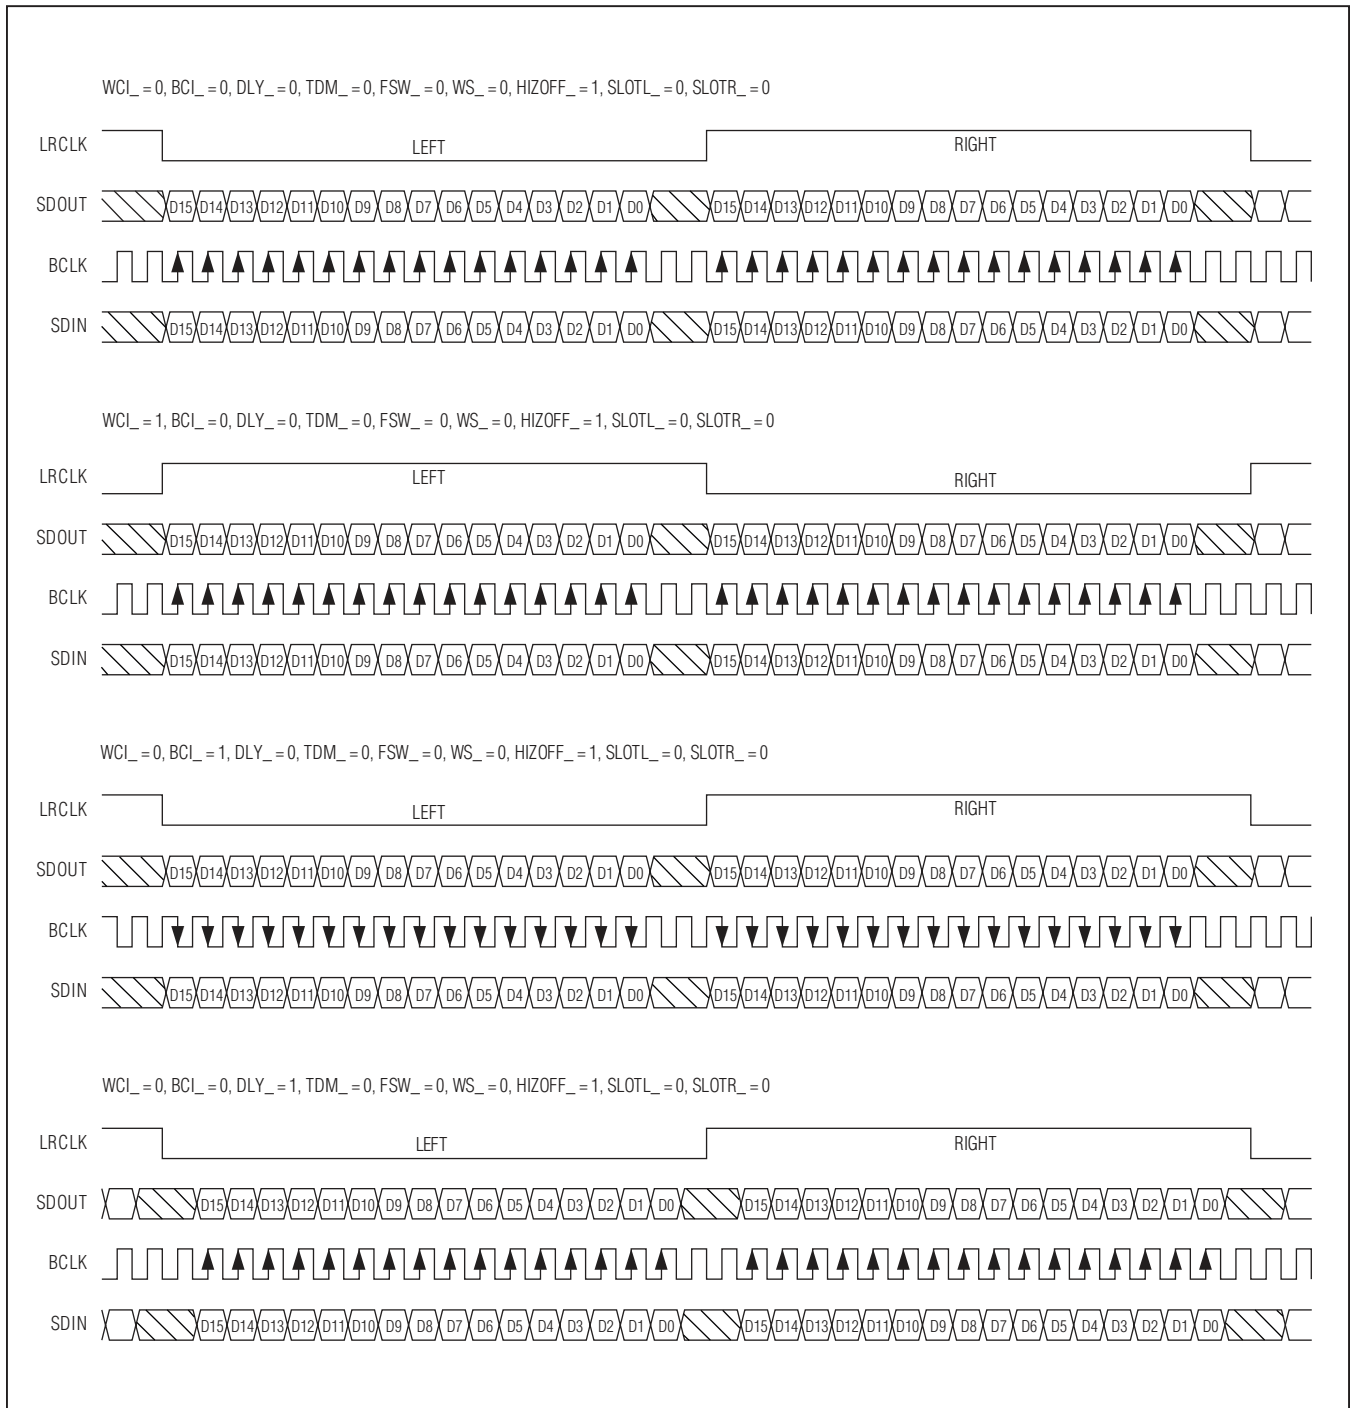 WCI_ = 0, BCI_ = 0, DLY_ = 0, TDM_ = 0, FSW_ = 0, WS_ = 0, HIZOFF_ = 1, SLOTL_ = 0, SLOTR_ = 0
LRCLK LEFT RIGHT
SDOUT D15 D14 D13 D12 D11 D10 D9 D8 D7 D6 D5 D4 D3 D2 D1 D0 D15 D14 D13 D12 D11 D10 D9 D8 D7 D6 D5 D4 D3 D2 D1 D0
BCLK
SDIN D15 D14 D13 D12 D11 D10 D9 D8 D7 D6 D5 D4 D3 D2 D1 D0 D15 D14 D13 D12 D11 D10 D9 D8 D7 D6 D5 D4 D3 D2 D1 D0
WCI_ = 1, BCI_ = 0, DLY_ = 0, TDM_ = 0, FSW_ = 0, WS_ = 0, HIZOFF_ = 1, SLOTL_ = 0, SLOTR_ = 0
LRCLK LEFT RIGHT
SDOUT D15 D14 D13 D12 D11 D10 D9 D8 D7 D6 D5 D4 D3 D2 D1 D0 D15 D14 D13 D12 D11 D10 D9 D8 D7 D6 D5 D4 D3 D2 D1 D0
BCLK
SDIN D15 D14 D13 D12 D11 D10 D9 D8 D7 D6 D5 D4 D3 D2 D1 D0 D15 D14 D13 D12 D11 D10 D9 D8 D7 D6 D5 D4 D3 D2 D1 D0
WCI_ = 0, BCI_ = 1, DLY_ = 0, TDM_ = 0, FSW_ = 0, WS_ = 0, HIZOFF_ = 1, SLOTL_ = 0, SLOTR_ = 0
LRCLK LEFT RIGHT
SDOUT D15 D14 D13 D12 D11 D10 D9 D8 D7 D6 D5 D4 D3 D2 D1 D0 D15 D14 D13 D12 D11 D10 D9 D8 D7 D6 D5 D4 D3 D2 D1 D0
BCLK
SDIN D15 D14 D13 D12 D11 D10 D9 D8 D7 D6 D5 D4 D3 D2 D1 D0 D15 D14 D13 D12 D11 D10 D9 D8 D7 D6 D5 D4 D3 D2 D1 D0
WCI_ = 0, BCI_ = 0, DLY_ = 1, TDM_ = 0, FSW_ = 0, WS_ = 0, HIZOFF_ = 1, SLOTL_ = 0, SLOTR_ = 0
LRCLK LEFT RIGHT
SDOUT D15 D14 D13 D12 D11 D10 D9 D8 D7 D6 D5 D4 D3 D2 D1 D0 D15 D14 D13 D12 D11 D10 D9 D8 D7 D6 D5 D4 D3 D2 D1 D0
BCLK
SDIN D15 D14 D13 D12 D11 D10 D9 D8 D7 D6 D5 D4 D3 D2 D1 D0 D15 D14 D13 D12 D11 D10 D9 D8 D7 D6 D5 D4 D3 D2 D1 D0